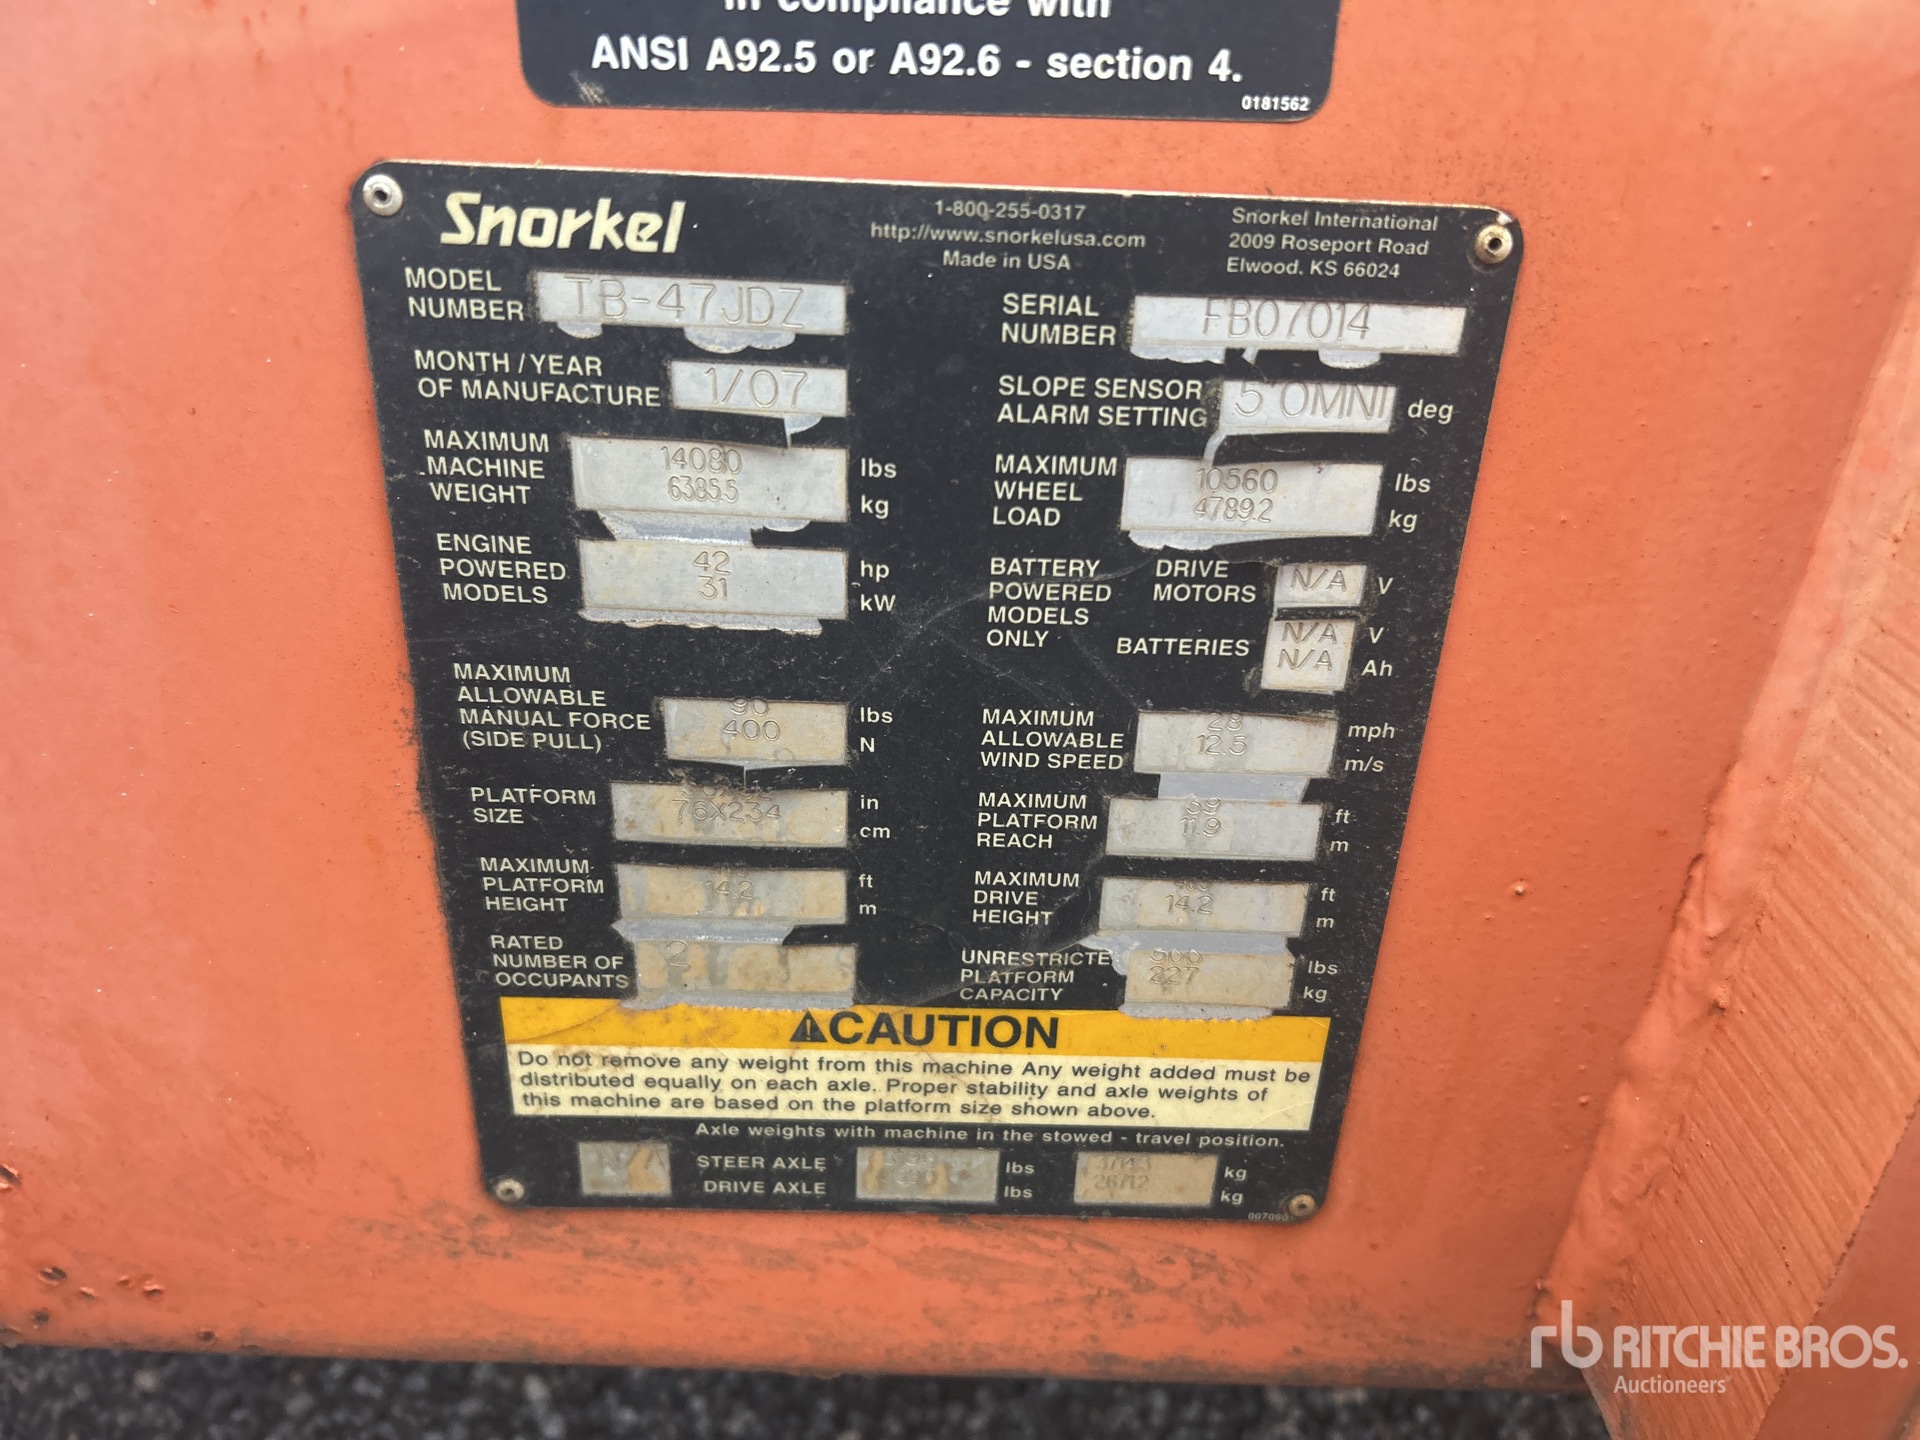 in compliance with
ANSI A92.5 or A92.6 - section 4.
0181562
Snorkel
1-800-255-0317
http://www.snorkelusa.com
Made in USA
Snorkel International
2009 Roseport Road
Elwood, KS 66024
MODEL
NUMBER
TB-47JDZ
SERIAL
NUMBER
FB07014
MONTH / YEAR
OF MANUFACTURE
1/07
SLOPE SENSOR
ALARM SETTING
5°OMNI deg
MAXIMUM
MACHINE
WEIGHT
14080 lbs
6385.5 kg
MAXIMUM
WHEEL
LOAD
10560 lbs
4789.2 kg
ENGINE
POWERED
MODELS
42 hp
31 kW
BATTERY
POWERED
MODELS
ONLY
DRIVE
MOTORS
N/A V
BATTERIES
N/A V
N/A Ah
MAXIMUM
ALLOWABLE
MANUAL FORCE
(SIDE PULL)
90 lbs
400 N
MAXIMUM
ALLOWABLE
WIND SPEED
28 mph
12.5 m/s
PLATFORM
SIZE
in
76X234 cm
MAXIMUM
PLATFORM
REACH
39 ft
11.9 m
MAXIMUM
PLATFORM
HEIGHT
ft
14.2 m
MAXIMUM
DRIVE
HEIGHT
ft
14.2 m
RATED
NUMBER OF
OCCUPANTS
2
UNRESTRICTE
PLATFORM
CAPACITY
500 lbs
227 kg
CAUTION
Do not remove any weight from this machine Any weight added must be
distributed equally on each axle. Proper stability and axle weights of
this machine are based on the platform size shown above.
Axle weights with machine in the stowed - travel position.
STEER AXLE lbs 3714.3 kg
DRIVE AXLE lbs 2671.2 kg
rb RITCHIE BROS.
Auctioneers